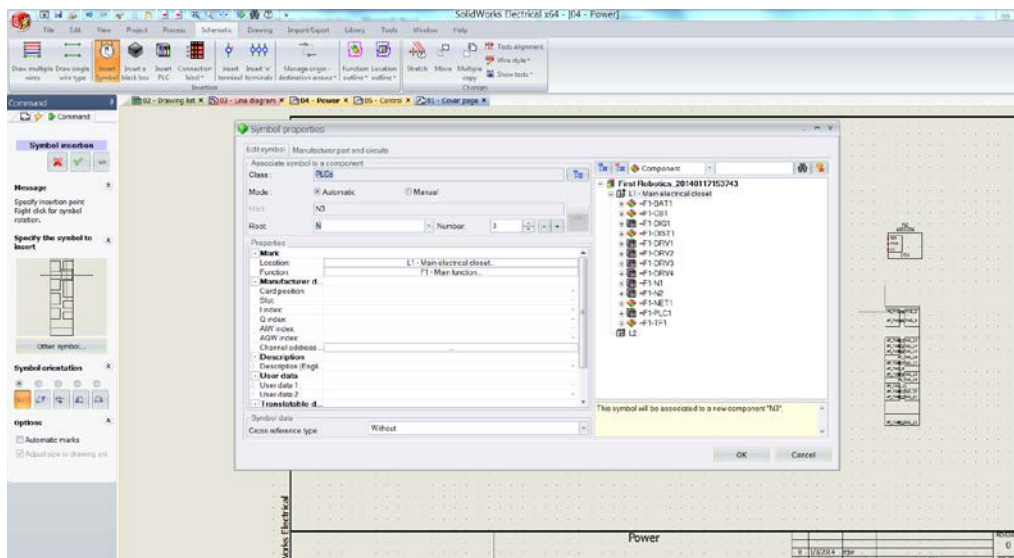 SolidWorks Electrical x64 - [04 - Power]
File Edit View Project Process Schematic Drawing Import/Export Library Tools Window Help
Draw multiple wires
Draw single wire type
Insert Symbol
Insert a black box
Insert PLC
Connection label
Insert terminal
Insert 'n' terminals
Manage origin - destination arrows
Function outline
Location outline
Stretch
Move
Multiple copy
Texts alignment
Wire style
Show texts
Insertion
Changes
Command
02 - Drawing list
03 - Line diagram
04 - Power
05 - Control
01 - Cover page
Command
Symbol insertion
Message
Specify insertion point
Right click for symbol
rotation.
Specify the symbol to
insert
Other symbol...
Symbol orientation
Options
Automatic marks
Symbol properties
Edit symbol
Manufacturer part and circuits
Associate symbol to a component
Class: PLCs
Mode: Automatic Manual
Mark: N3
Root: N Number: 3
Properties
Mark
Location: L1 - Main electrical closet...
Function: F1 - Main function...
Manufacturer d...
Card position:
Slot:
I index:
Q index:
AIW index:
AQW index:
Channel address ...
Description
Description (Engli...
User data
User data 1
User data 2
Translatable d...
Symbol data
Cross reference type: Without
Component
First Robotics_20140117153743
L1 - Main electrical closet
=F1-BAT1
=F1-CB1
=F1-DIG1
=F1-DIST1
=F1-DRV1
=F1-DRV2
=F1-DRV3
=F1-DRV4
=F1-N1
=F1-N2
=F1-NET1
=F1-PLC1
=F1-TF1
L2
This symbol will be associated to a new component "N3".
OK Cancel
Power
0